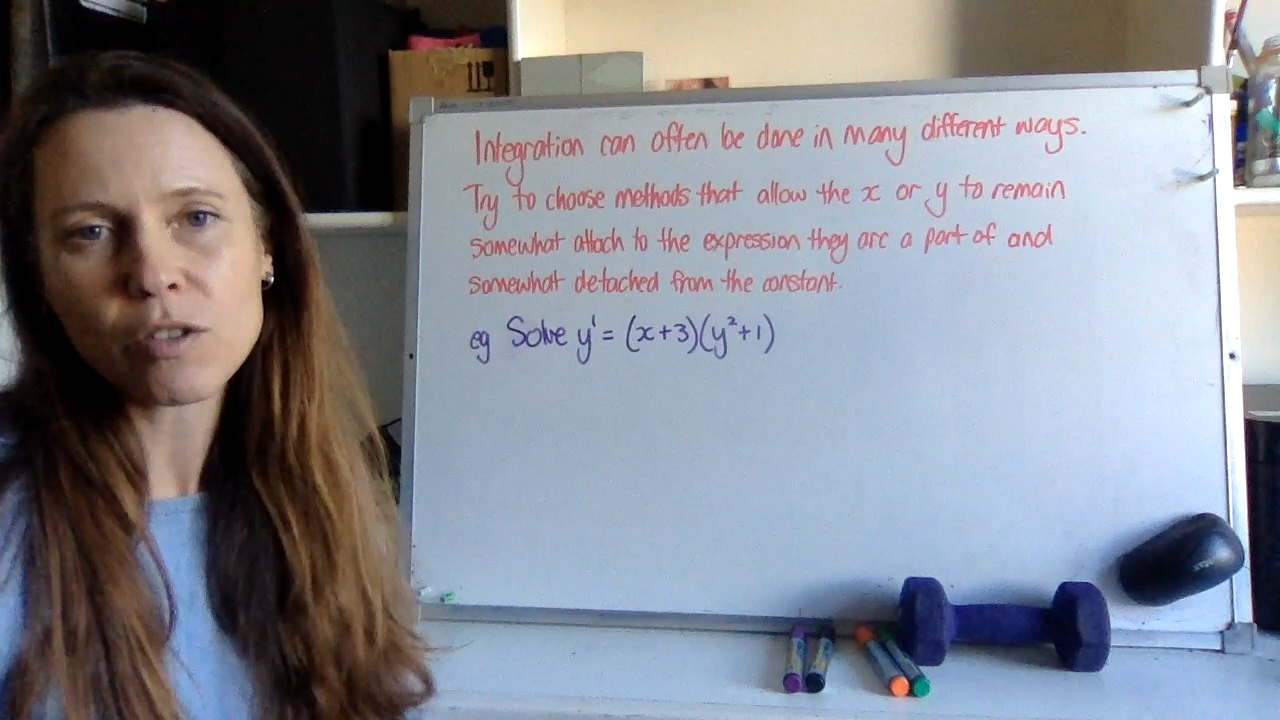 Integration can often be done in many different ways.
Try to choose methods that allow the x or y to remain
somewhat attach to the expression they are a part of and
somewhat detached from the constant.
eg Solve y' = (x+3)(y²+1)